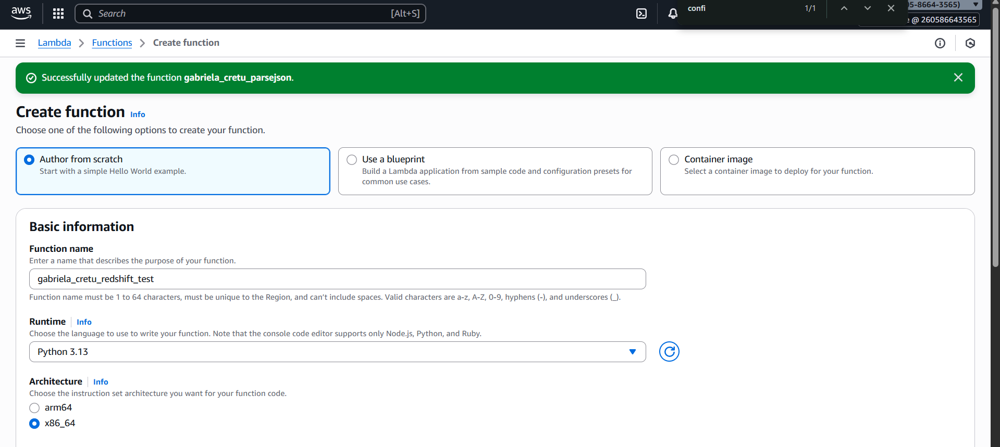 aws
Search
[Alt+S]
confi
1/1
05-8664-3565)
e @ 260586643565
Lambda
Functions
Create function
Successfully updated the function gabriela_cretu_parsejson.
Create function Info
Choose one of the following options to create your function.
Author from scratch
Start with a simple Hello World example.
Use a blueprint
Build a Lambda application from sample code and configuration presets for
common use cases.
Container image
Select a container image to deploy for your function.
Basic information
Function name
Enter a name that describes the purpose of your function.
gabriela_cretu_redshift_test
Function name must be 1 to 64 characters, must be unique to the Region, and can't include spaces. Valid characters are a-z, A-Z, 0-9, hyphens (-), and underscores (_).
Runtime Info
Choose the language to use to write your function. Note that the console code editor supports only Node.js, Python, and Ruby.
Python 3.13
Architecture Info
Choose the instruction set architecture you want for your function code.
arm64
x86_64